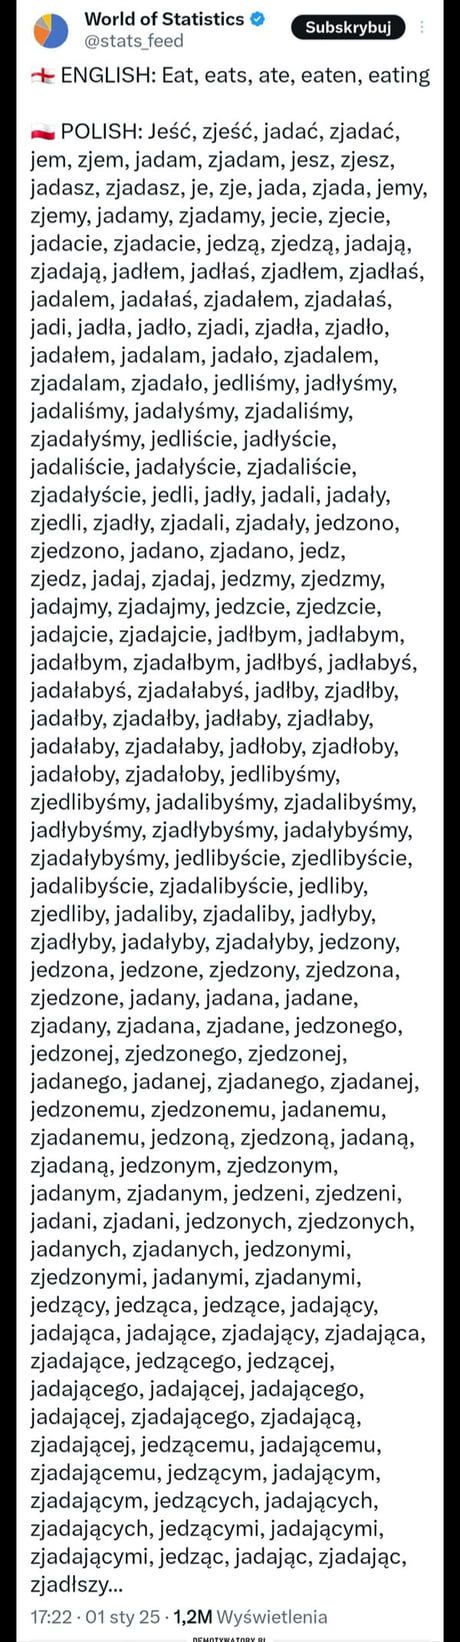 World of Statistics
@stats_feed
Subskrybuj
ENGLISH: Eat, eats, ate, eaten, eating
POLISH: Jeść, zjeść, jadać, zjadać,
jem, zjem, jadam, zjadam, jesz, zjesz,
jadasz, zjadasz, je, zje, jada, zjada, jemy,
zjemy, jadamy, zjadamy, jecie, zjecie,
jadacie, zjadacie, jedzą, zjedzą, jadają,
zjadają, jadłem, jadłaś, zjadłem, zjadłaś,
jadalem, jadałaś, zjadałem, zjadałaś,
jadi, jadła, jadło, zjadi, zjadła, zjadło,
jadałem, jadalam, jadało, zjadalem,
zjadalam, zjadało, jedliśmy, jadłyśmy,
jadaliśmy, jadałyśmy, zjadaliśmy,
zjadałyśmy, jedliście, jadłyście,
jadaliście, jadałyście, zjadaliście,
zjadałyście, jedli, jadły, jadali, jadały,
zjedli, zjadły, zjadali, zjadały, jedzono,
zjedzono, jadano, zjadano, jedz,
zjedz, jadaj, zjadaj, jedzmy, zjedzmy,
jadajmy, zjadajmy, jedzcie, zjedzcie,
jadajcie, zjadajcie, jadłbym, jadłabym,
jadałbym, zjadałbym, jadłbyś, jadłabyś,
jadałabyś, zjadałabyś, jadłby, zjadłby,
jadałby, zjadałby, jadłaby, zjadłaby,
jadałaby, zjadałaby, jadłoby, zjadłoby,
jadałoby, zjadałoby, jedlibyśmy,
zjedlibyśmy, jadalibyśmy, zjadalibyśmy,
jadłybyśmy, zjadłybyśmy, jadałybyśmy,
zjadałybyśmy, jedlibyście, zjedlibyście,
jadalibyście, zjadalibyście, jedliby,
zjedliby, jadaliby, zjadaliby, jadłyby,
zjadłyby, jadałyby, zjadałyby, jedzony,
jedzona, jedzone, zjedzony, zjedzona,
zjedzone, jadany, jadana, jadane,
zjadany, zjadana, zjadane, jedzonego,
jedzonej, zjedzonego, zjedzonej,
jadanego, jadanej, zjadanego, zjadanej,
jedzonemu, zjedzonemu, jadanemu,
zjadanemu, jedzoną, zjedzoną, jadaną,
zjadaną, jedzonym, zjedzonym,
jadanym, zjadanym, jedzeni, zjedzeni,
jadani, zjadani, jedzonych, zjedzonych,
jadanych, zjadanych, jedzonymi,
zjedzonymi, jadanymi, zjadanymi,
jedzący, jedząca, jedzące, jadający,
jadająca, jadające, zjadający, zjadająca,
zjadające, jedzącego, jedzącej,
jadającego, jadającej, jadającego,
jadającej, zjadającego, zjadającą,
zjadającej, jedzącemu, jadającemu,
zjadającemu, jedzącym, jadającym,
zjadającym, jedzących, jadających,
zjadających, jedzącymi, jadającymi,
zjadającymi, jedząc, jadając, zjadając,
zjadłszy...
17:22 · 01 sty 25 · 1,2M Wyświetlenia
DEMOTYWATORY.PL